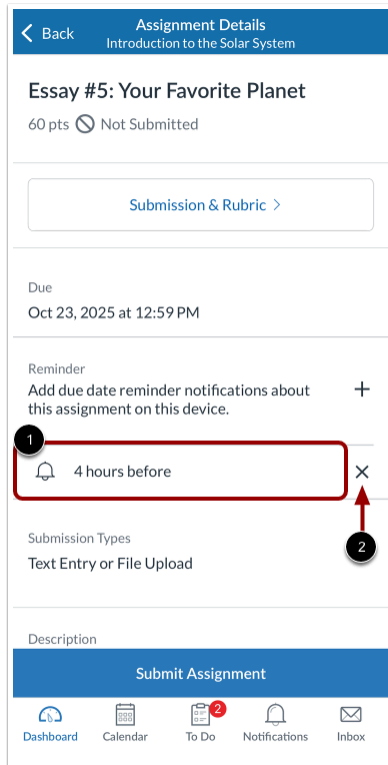 Back
Assignment Details
Introduction to the Solar System
Essay #5: Your Favorite Planet
60 pts Not Submitted
Submission & Rubric >
Due
Oct 23, 2025 at 12:59 PM
Reminder
Add due date reminder notifications about
this assignment on this device.
1
4 hours before
2
Submission Types
Text Entry or File Upload
Description
Submit Assignment
2
Dashboard Calendar To Do Notifications Inbox